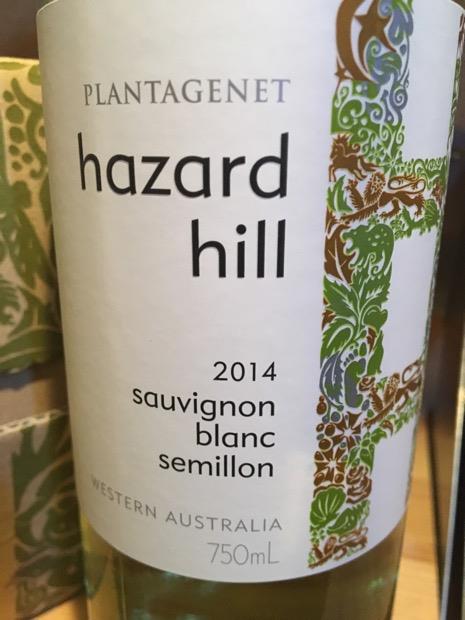 PLANTAGENET
hazard
hill
2014
sauvignon
blanc
semillon
WESTERN AUSTRALIA
750mL